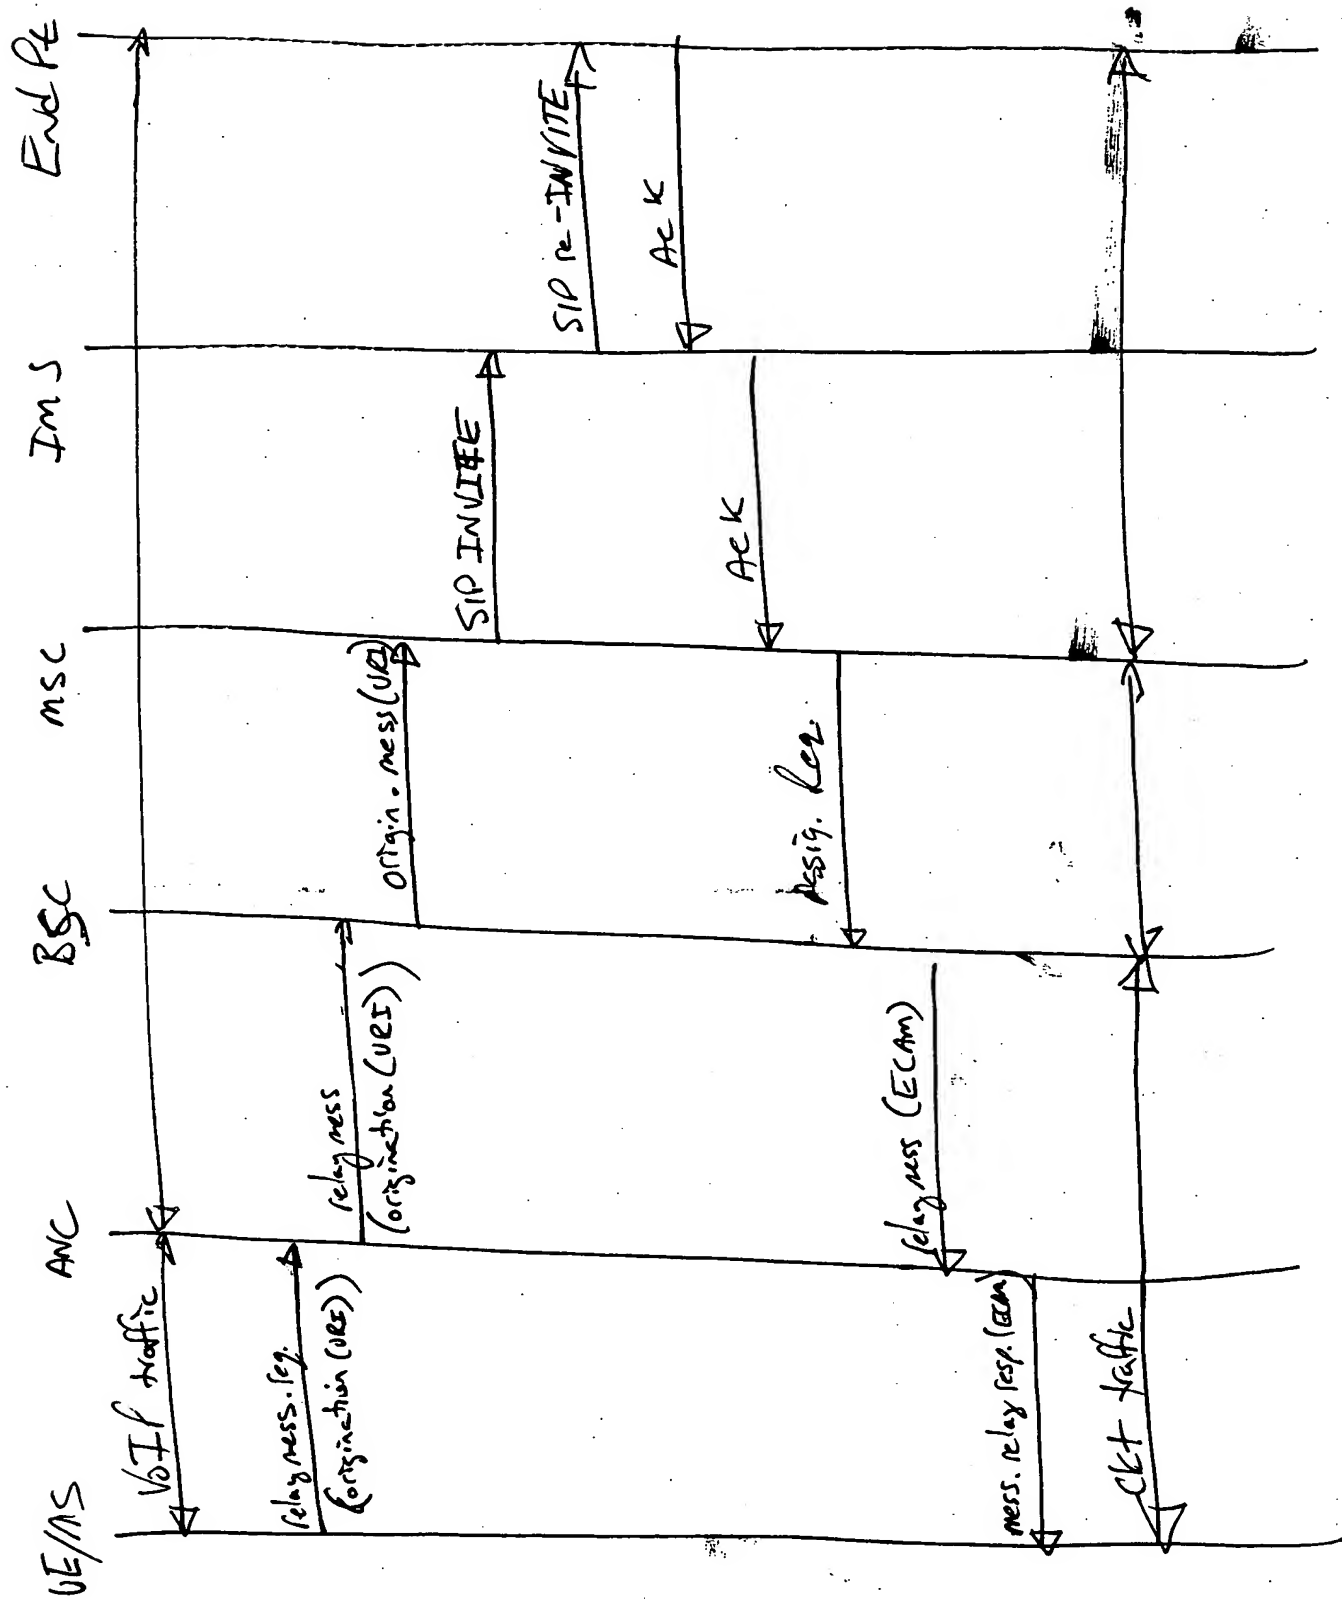 UE/MS
ANC
BSC
MSC
IMS
End Pt
VoIP traffic
relay mess. req.
(origination (URI))
relay mess
(origination (URI))
Origin. mess (URI)
SIP INVITE
SIP re-INVITE
Ack
Ack
Assig. Req.
relay mess (ECAM)
mess. relay resp. (ECAM)
Ckt traffic